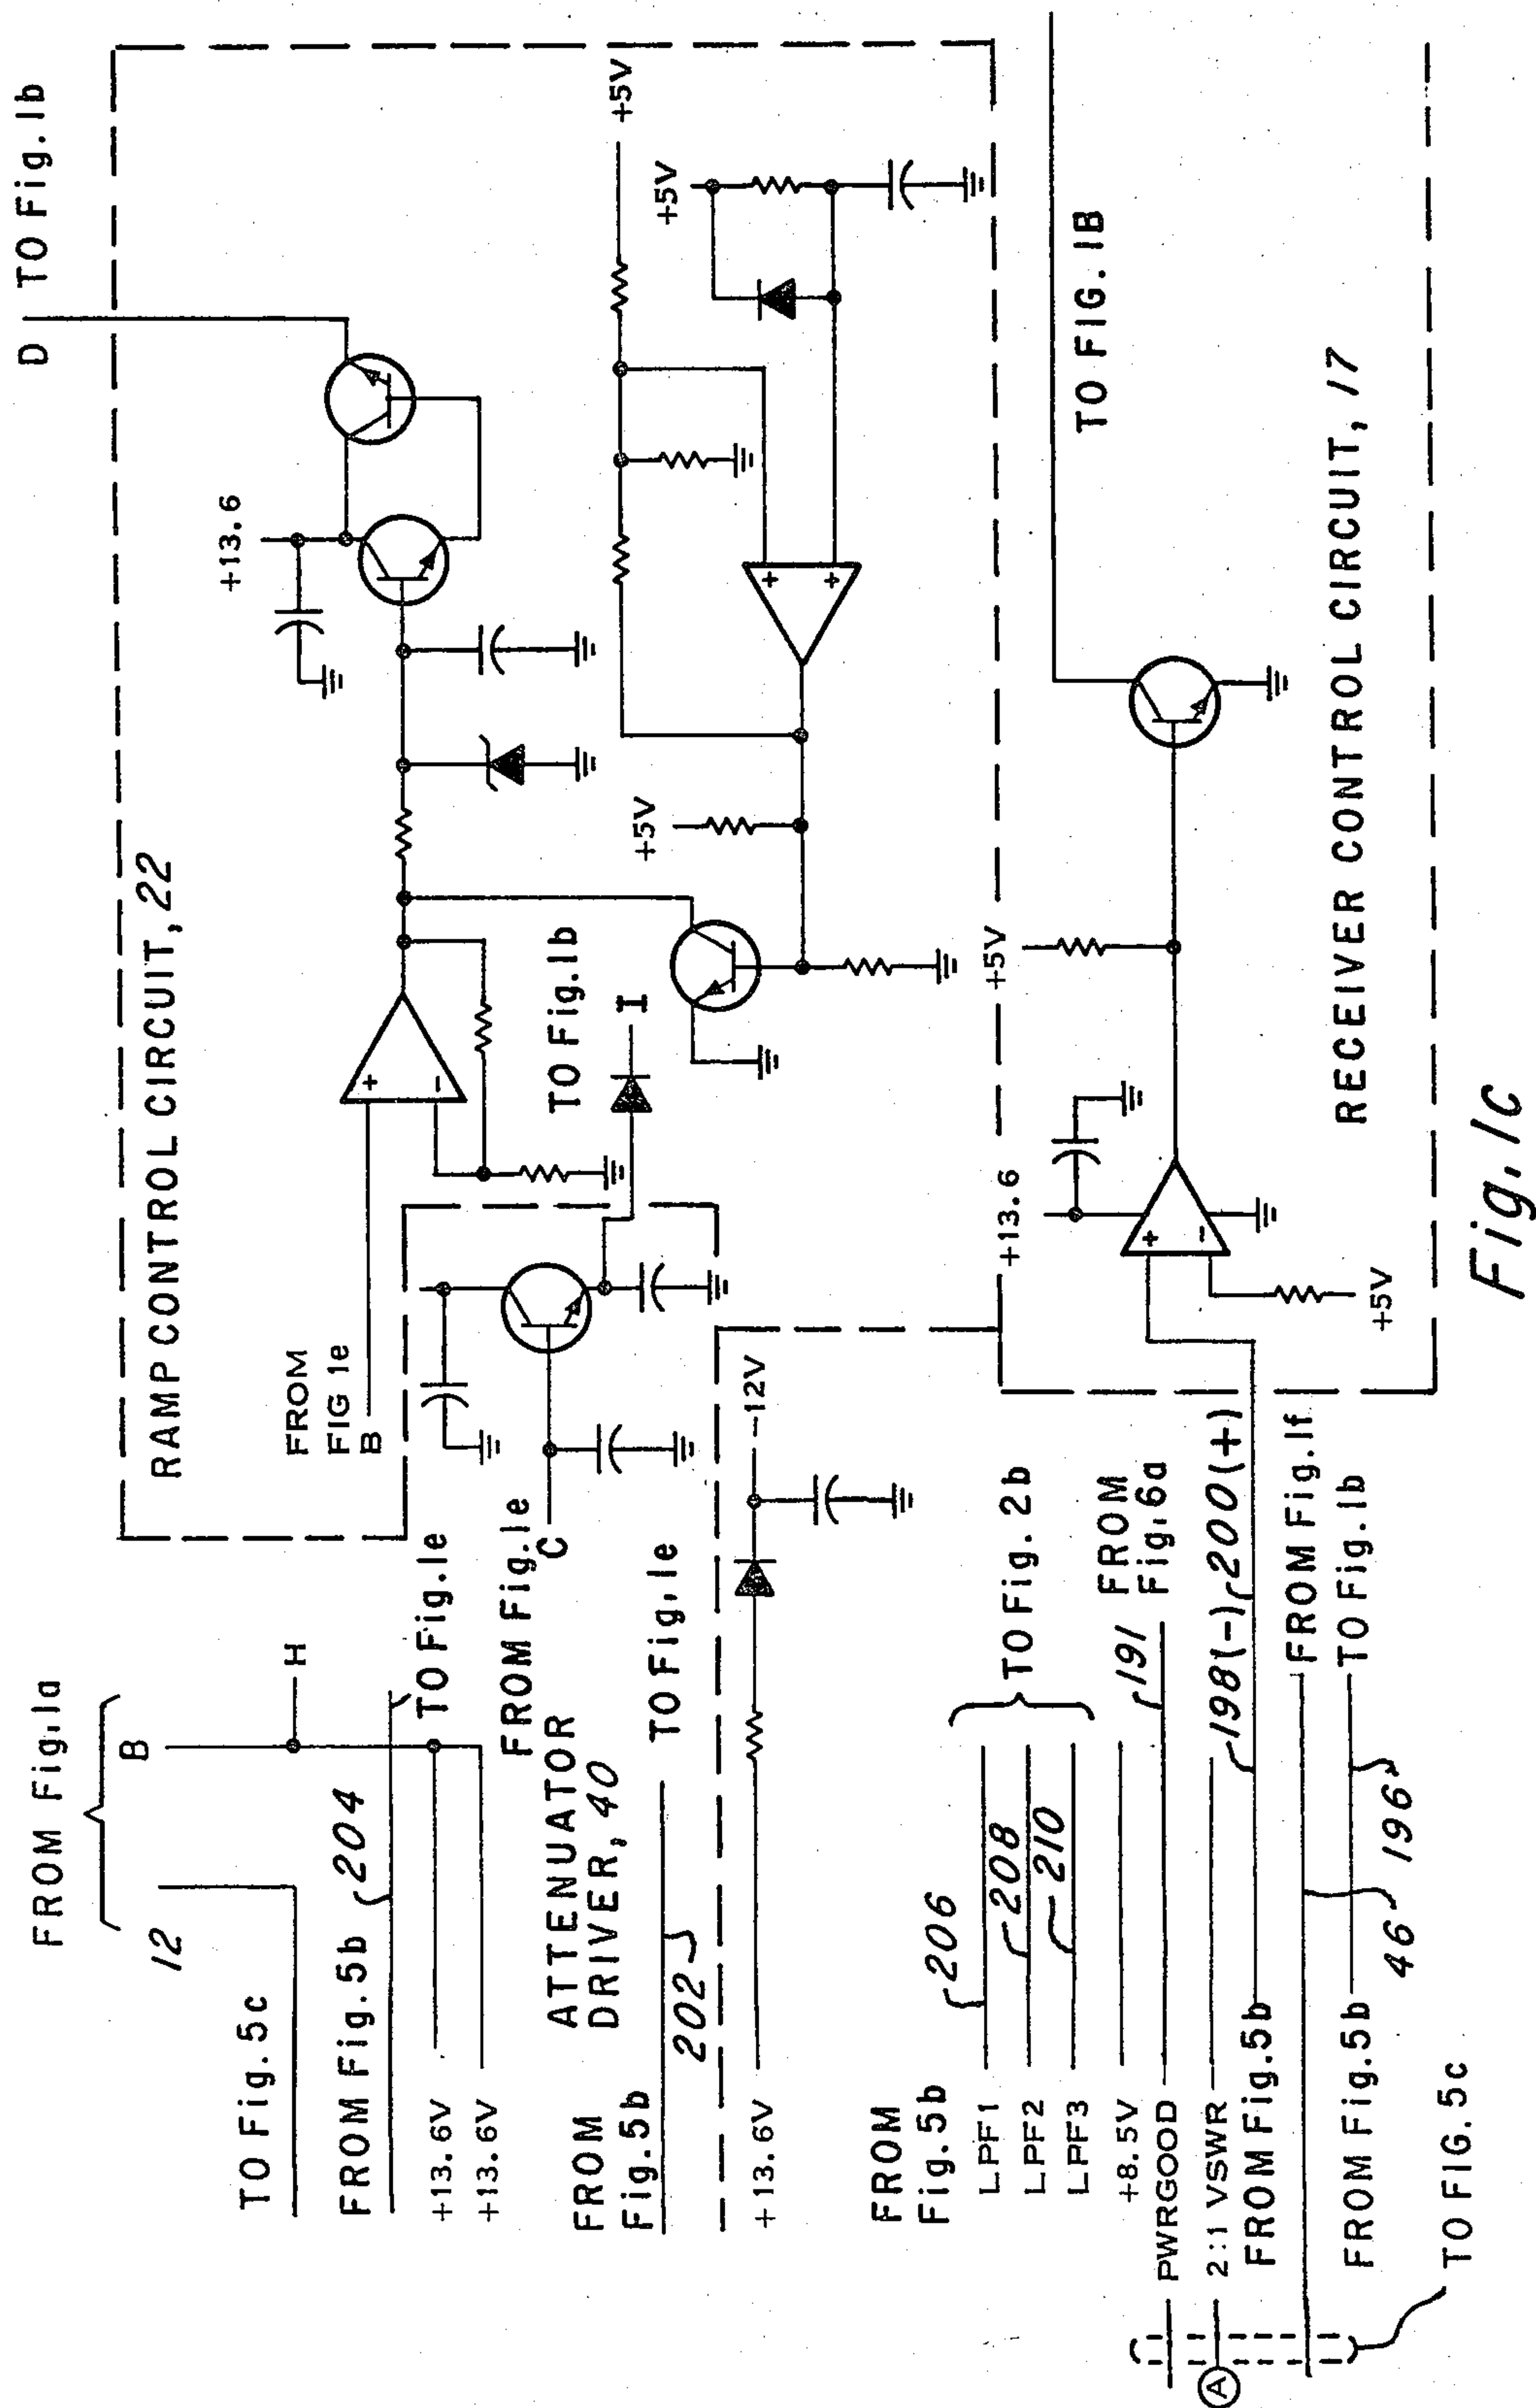 FROM Fig.1a
12
B
H
TO Fig.5c
FROM Fig.5b
204
TO Fig.1e
+13.6V
+13.6V
FROM Fig.1e
C
ATTENUATOR
DRIVER, 40
FROM
Fig.5b
202
TO Fig.1e
+13.6V
-12V
FROM
Fig.5b
LPF1
LPF2
LPF3
206
208
210
TO Fig. 2b
+8.5V
PWRGOOD
191
FROM
Fig.6a
2:1 VSWR
198(-)
200(+)
FROM Fig.5b
FROM Fig.1f
FROM Fig.5b
TO Fig.1b
46
196
A
TO FIG.5c
D TO Fig.1b
RAMP CONTROL CIRCUIT, 22
FROM
FIG 1e
B
+
-
+13.6
TO Fig.1b
I
+5V
+5V
+5V
+
+
TO FIG.1B
+13.6
+5V
+
-
+5V
RECEIVER CONTROL CIRCUIT, 17
Fig.1c